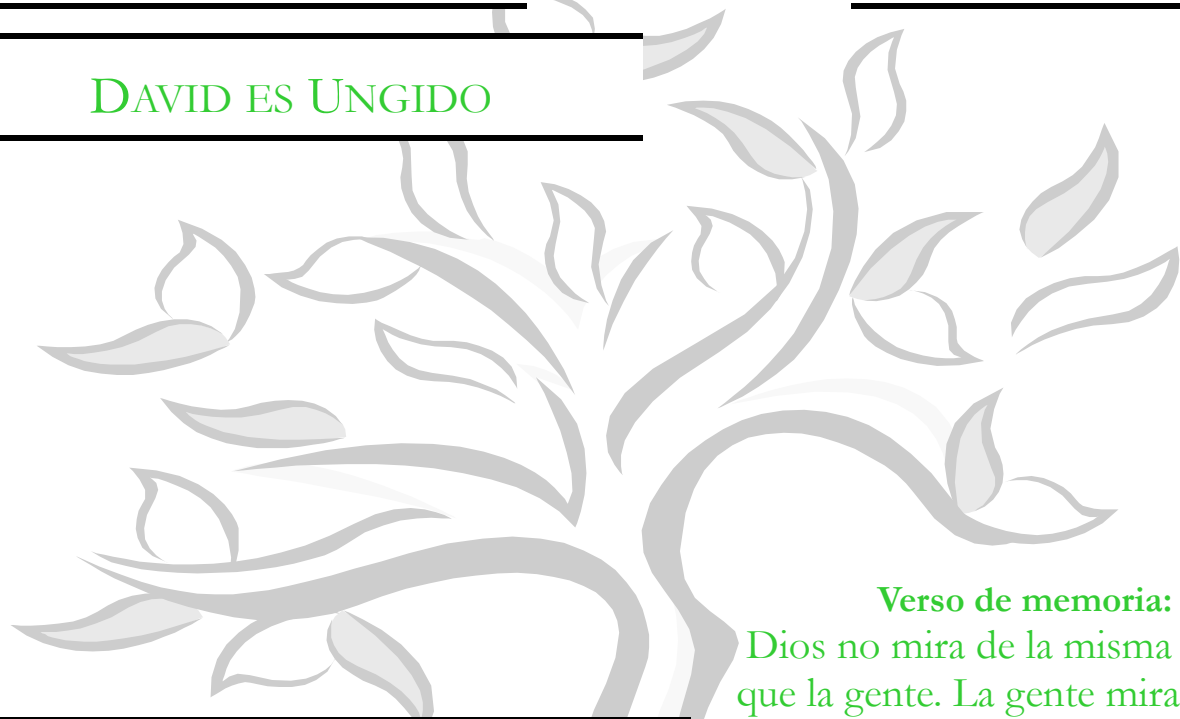 David es Ungido
Verso de memoria:
Dios no mira de la misma
que la gente. La gente mira